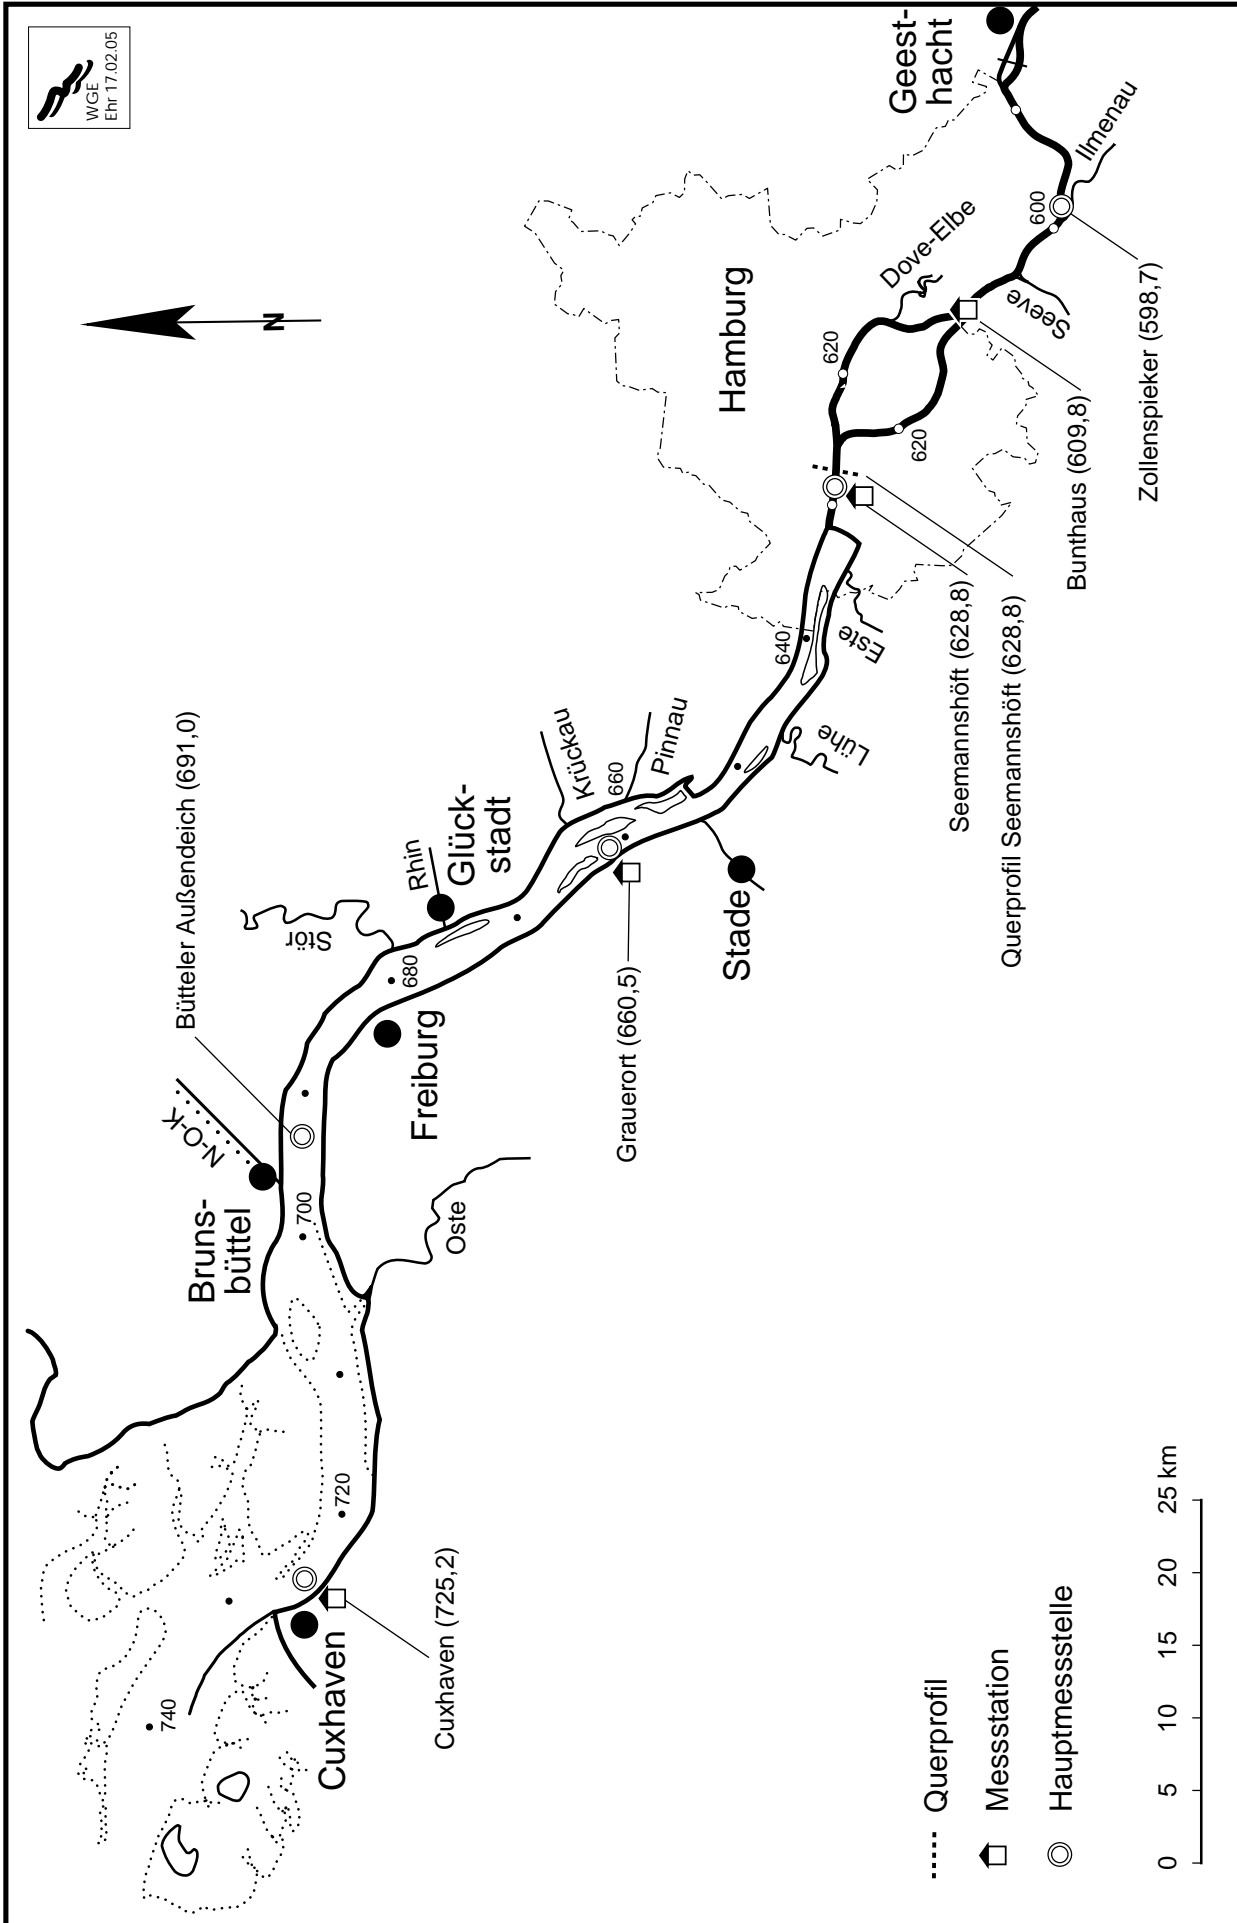 WGE
Ehr 17.02.05
N
Geest-
hacht
Ilmenau
600
Zollenspieker (598,7)
Seeve
Dove-Elbe
Hamburg
620
620
Bunthaus (609,8)
Seemannshöft (628,8)
Querprofil Seemannshöft (628,8)
Este
640
Lühe
Pinnau
Krückau
660
Stade
Grauerort (660,5)
Glück-
stadt
Rhin
Stör
680
Freiburg
Bütteler Außendeich (691,0)
N-O-K
Bruns-
büttel
700
Oste
720
Cuxhaven
Cuxhaven (725,2)
740
Querprofil
Messstation
Hauptmessstelle
0 5 10 15 20 25 km